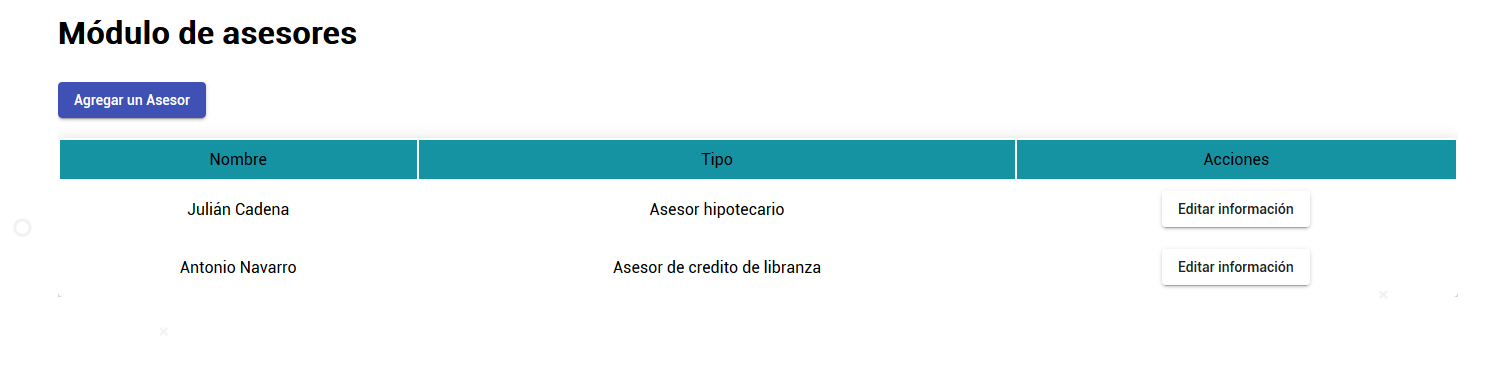 Módulo de asesores
Agregar un Asesor
Nombre Tipo Acciones
Julián Cadena Asesor hipotecario Editar información
Antonio Navarro Asesor de credito de libranza Editar información